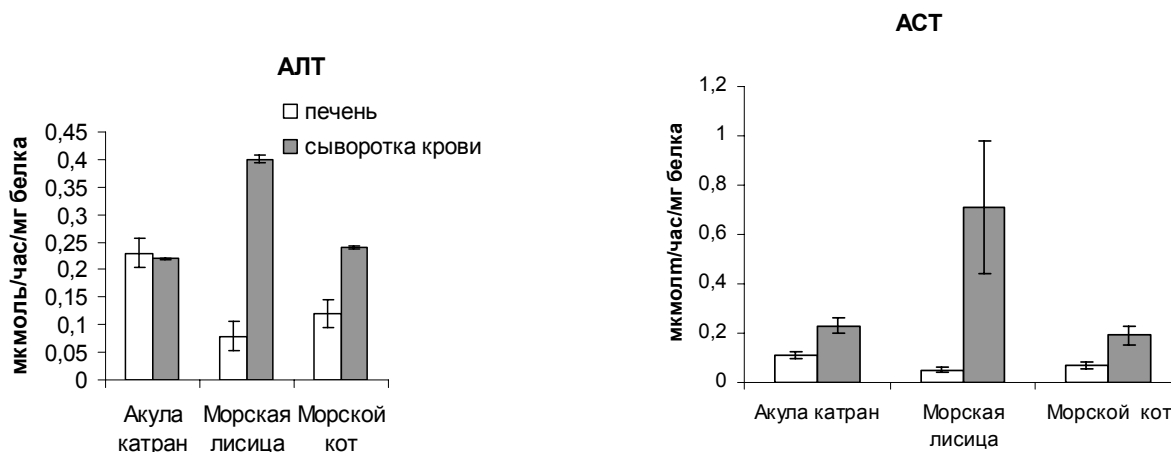 АЛТ
печень
сыворотка крови
мкмоль/час/мг белка
0,45
0,4
0,35
0,3
0,25
0,2
0,15
0,1
0,05
0
Акула
катран
Морская
лисица
Морской
кот
АСТ
мкмолm/час/мг белка
1,2
1
0,8
0,6
0,4
0,2
0
Акула катран
Морская
лисица
Морской кот